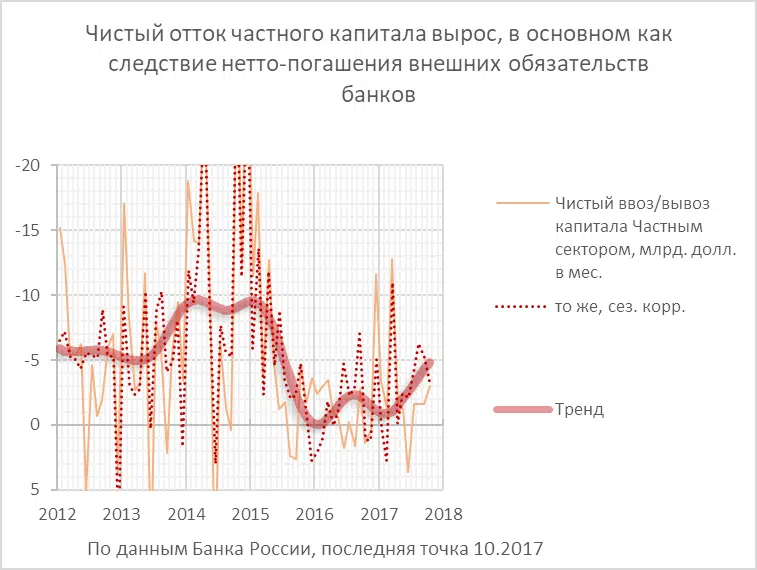 Чистый отток частного капитала вырос, в основном как
следствие нетто-погашения внешних обязательств
банков
-20
-15
-10
-5
0
5
2012 2013 2014 2015 2016 2017 2018
Чистый ввоз/вывоз
капитала Частным
сектором, млрд. долл.
в мес.
то же, сез. корр.
Тренд
По данным Банка России, последняя точка 10.2017